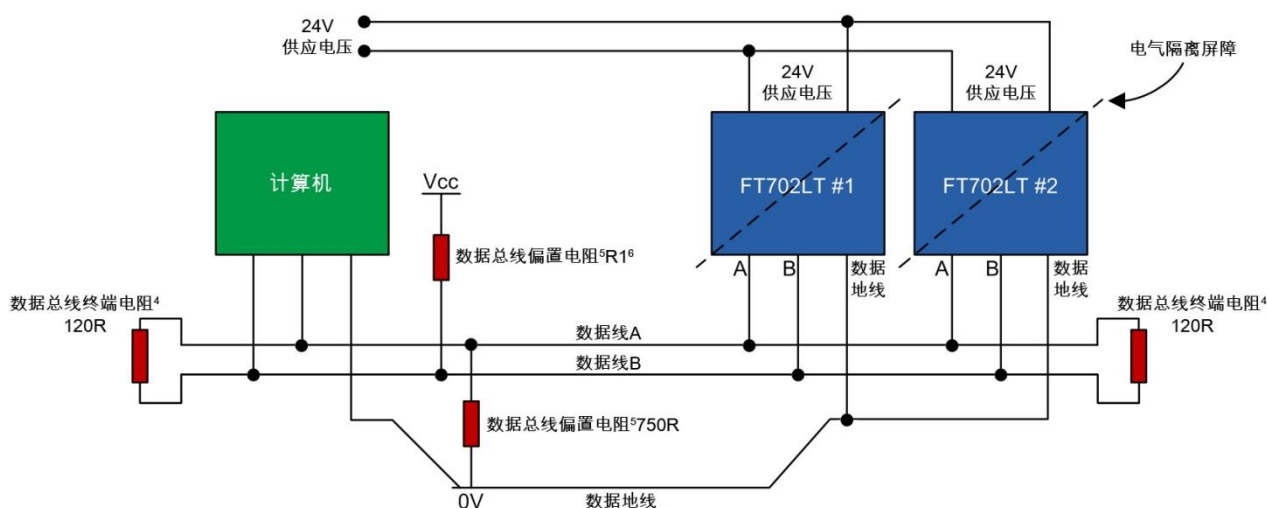 24V
供应电压
电气隔离屏障
24V
供应电压
24V
供应电压
计算机
FT702LT #1
FT702LT #2
Vcc
数据总线偏置电阻⁵R1⁶
A
B
数据
地线
A
B
数据
地线
数据总线终端电阻⁴
120R
数据总线终端电阻⁴
120R
数据线A
数据线B
数据总线偏置电阻⁵750R
0V
数据地线